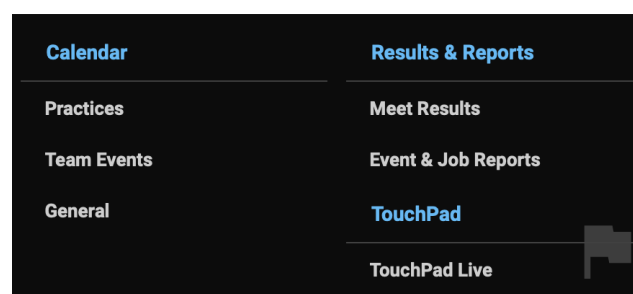 Calendar
Practices
Team Events
General
Results & Reports
Meet Results
Event & Job Reports
TouchPad
TouchPad Live